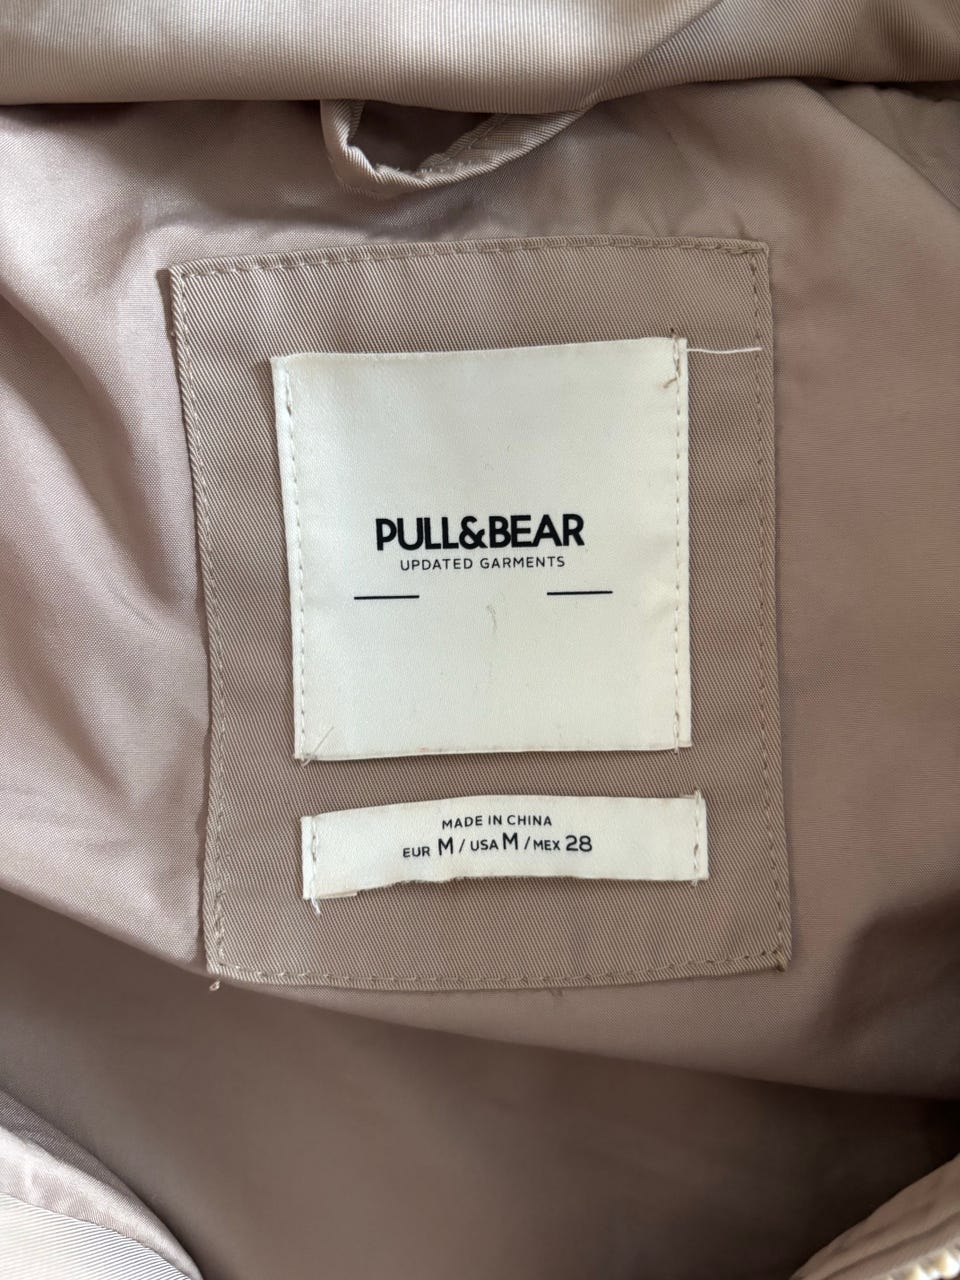 PULL&BEAR
UPDATED GARMENTS
MADE IN CHINA
EUR M / USA M / MEX 28